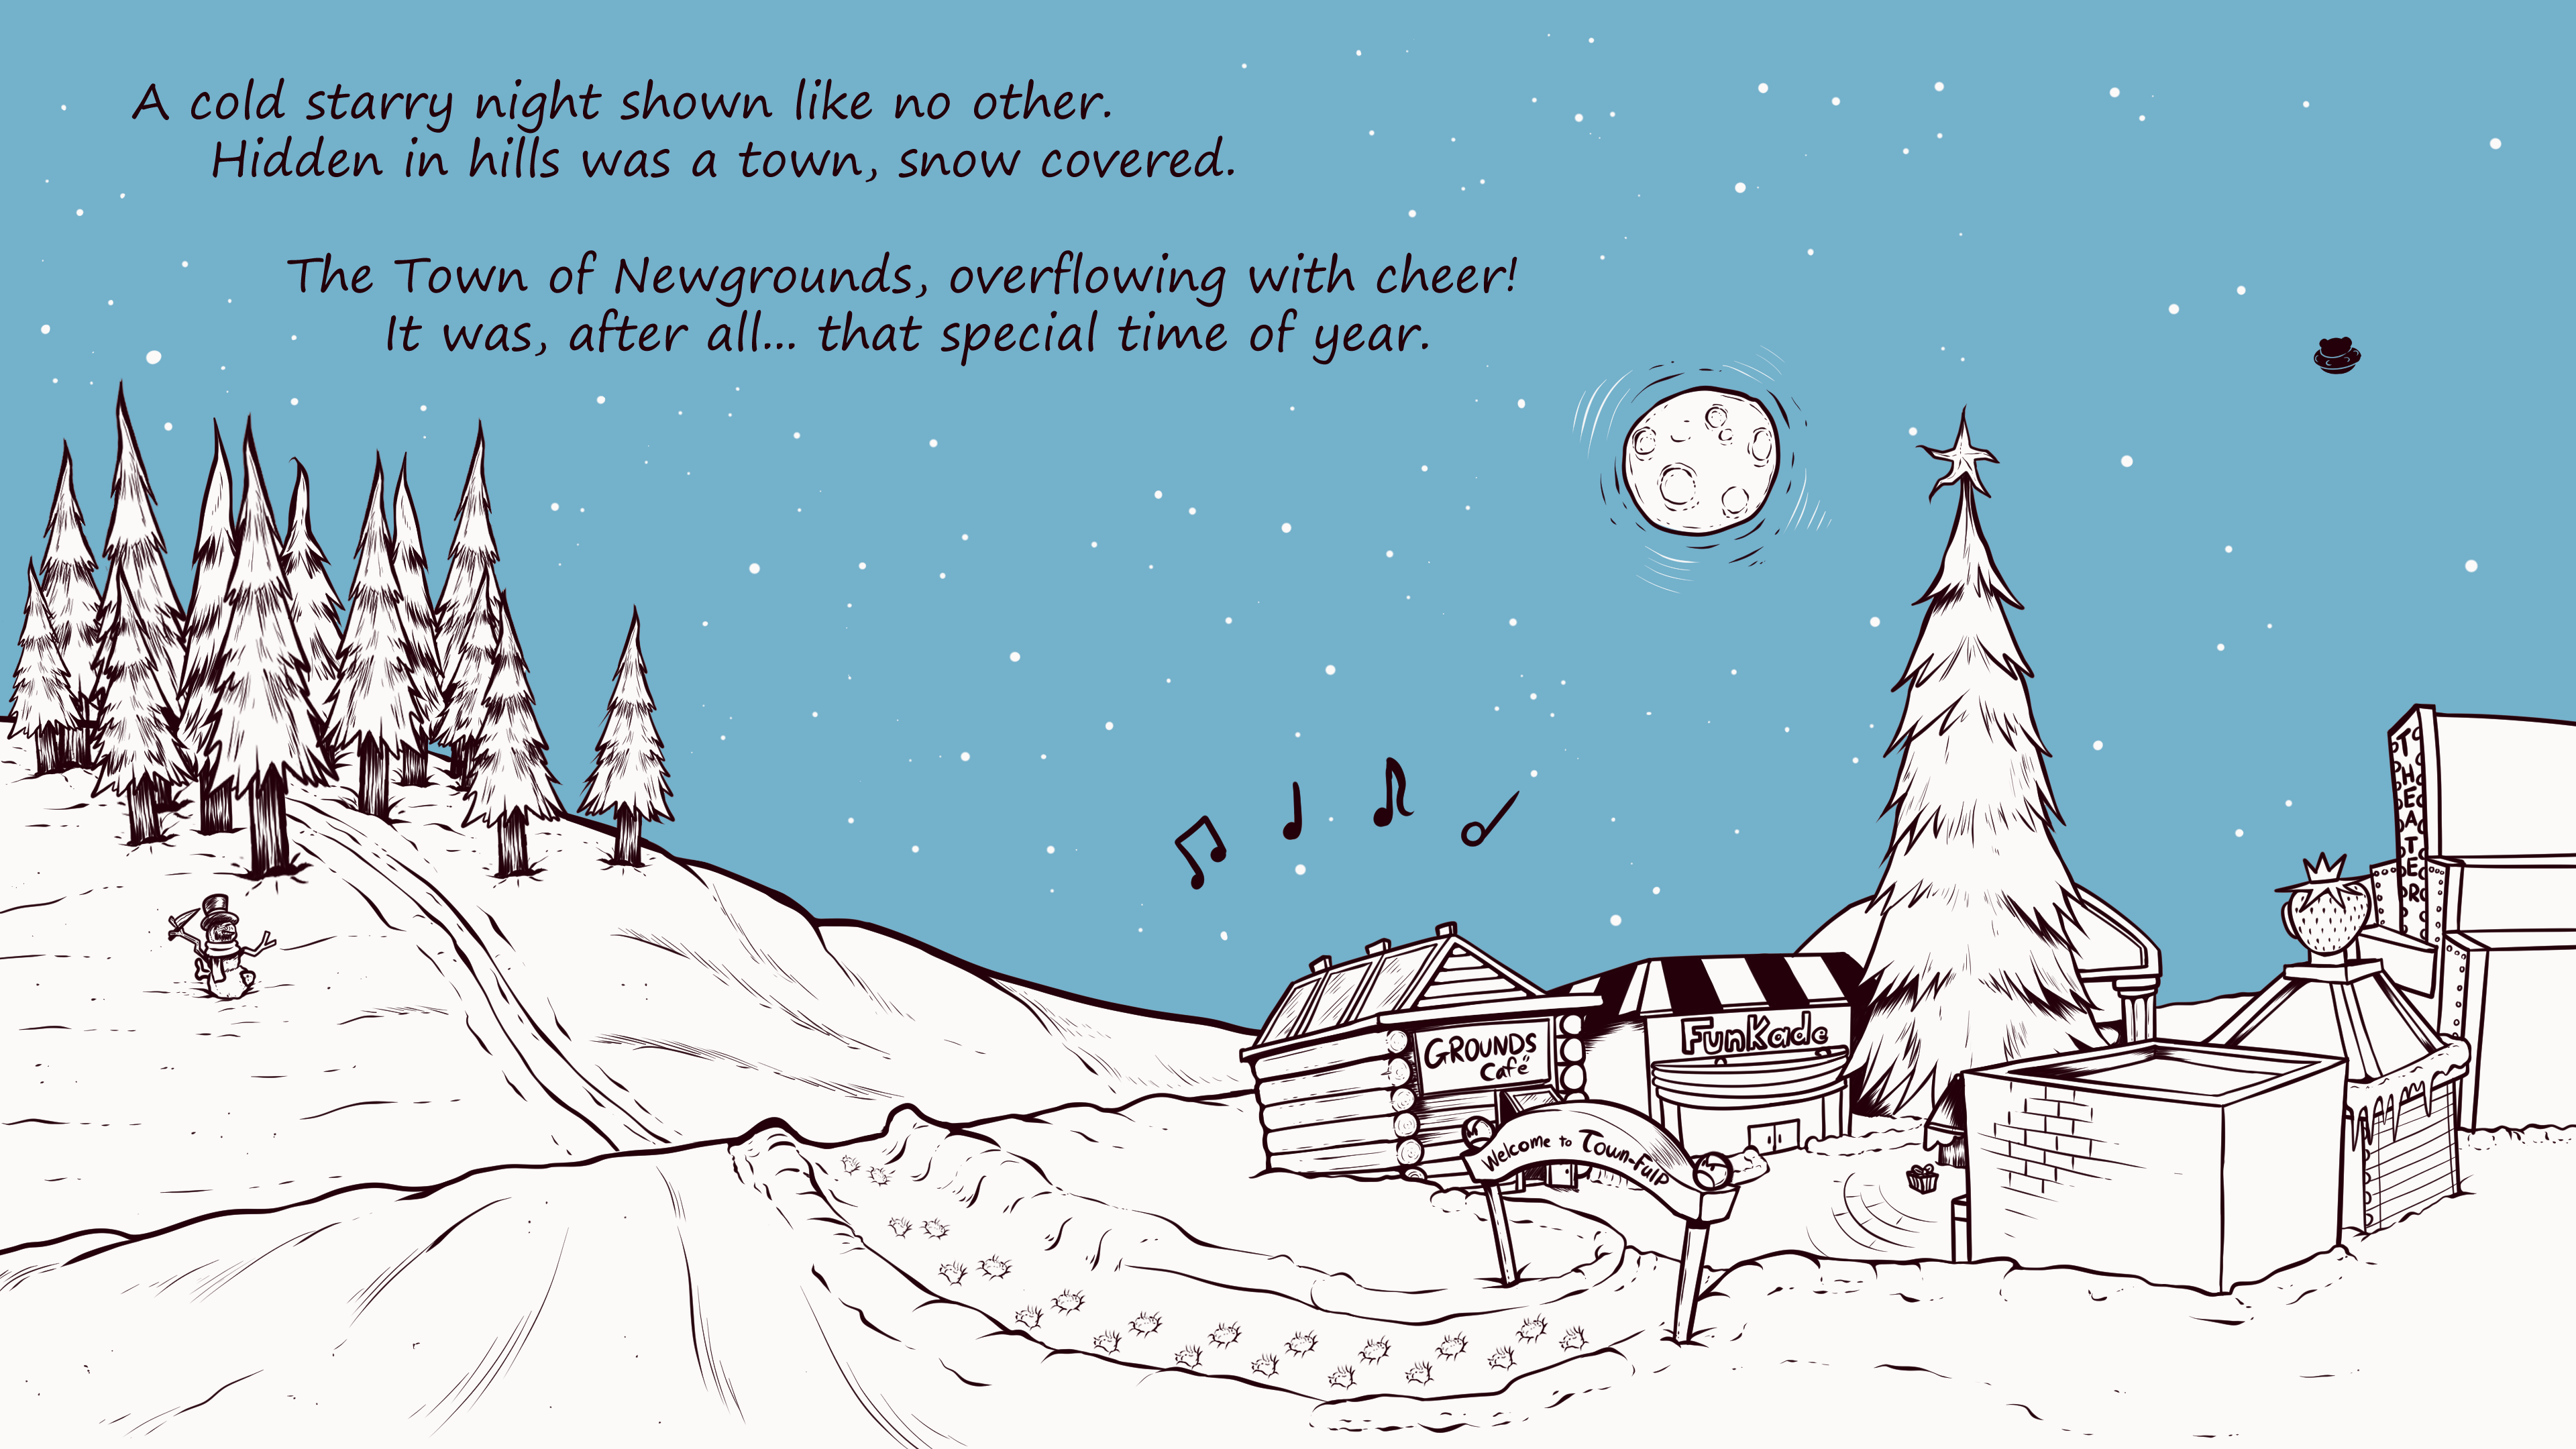 A cold starry night shown like no other.
Hidden in hills was a town, snow covered.
The Town of Newgrounds, overflowing with cheer!
It was, after all... that special time of year.
THEATER
GROUNDS
Café
FunKade
Welcome to Town-Fulp